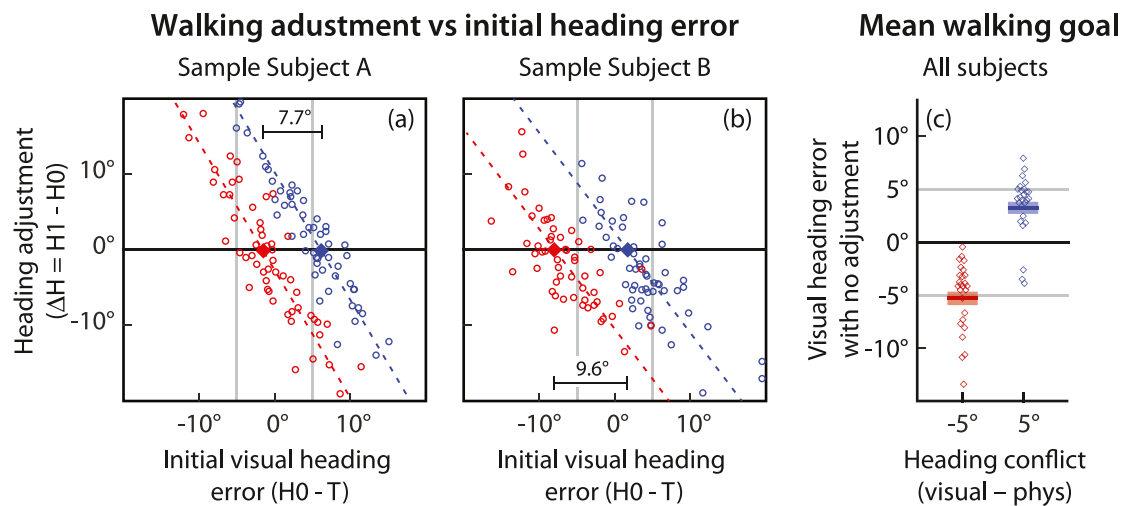 Walking adustment vs initial heading error
Mean walking goal
Sample Subject A
Sample Subject B
All subjects
Heading adjustment
(ΔH = H1 - H0)
10°
0°
-10°
7.7°
(a)
-10°
0°
10°
Initial visual heading
error (H0 - T)
(b)
9.6°
-10°
0°
10°
Initial visual heading
error (H0 - T)
Visual heading error
with no adjustment
(c)
10°
5°
0°
-5°
-10°
-5°
5°
Heading conflict
(visual – phys)